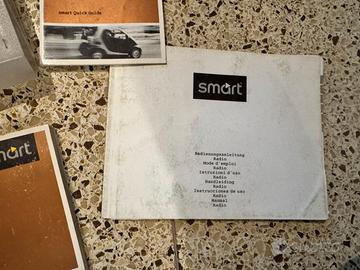 smart Quick Guide
smart
Bedienungsanleitung
Radio
Mode d'emploi
Radio
Istruzioni d'uso
Radio
Handleiding
Radio
Instrucciones de uso
Radio
Manual
Radio
mart